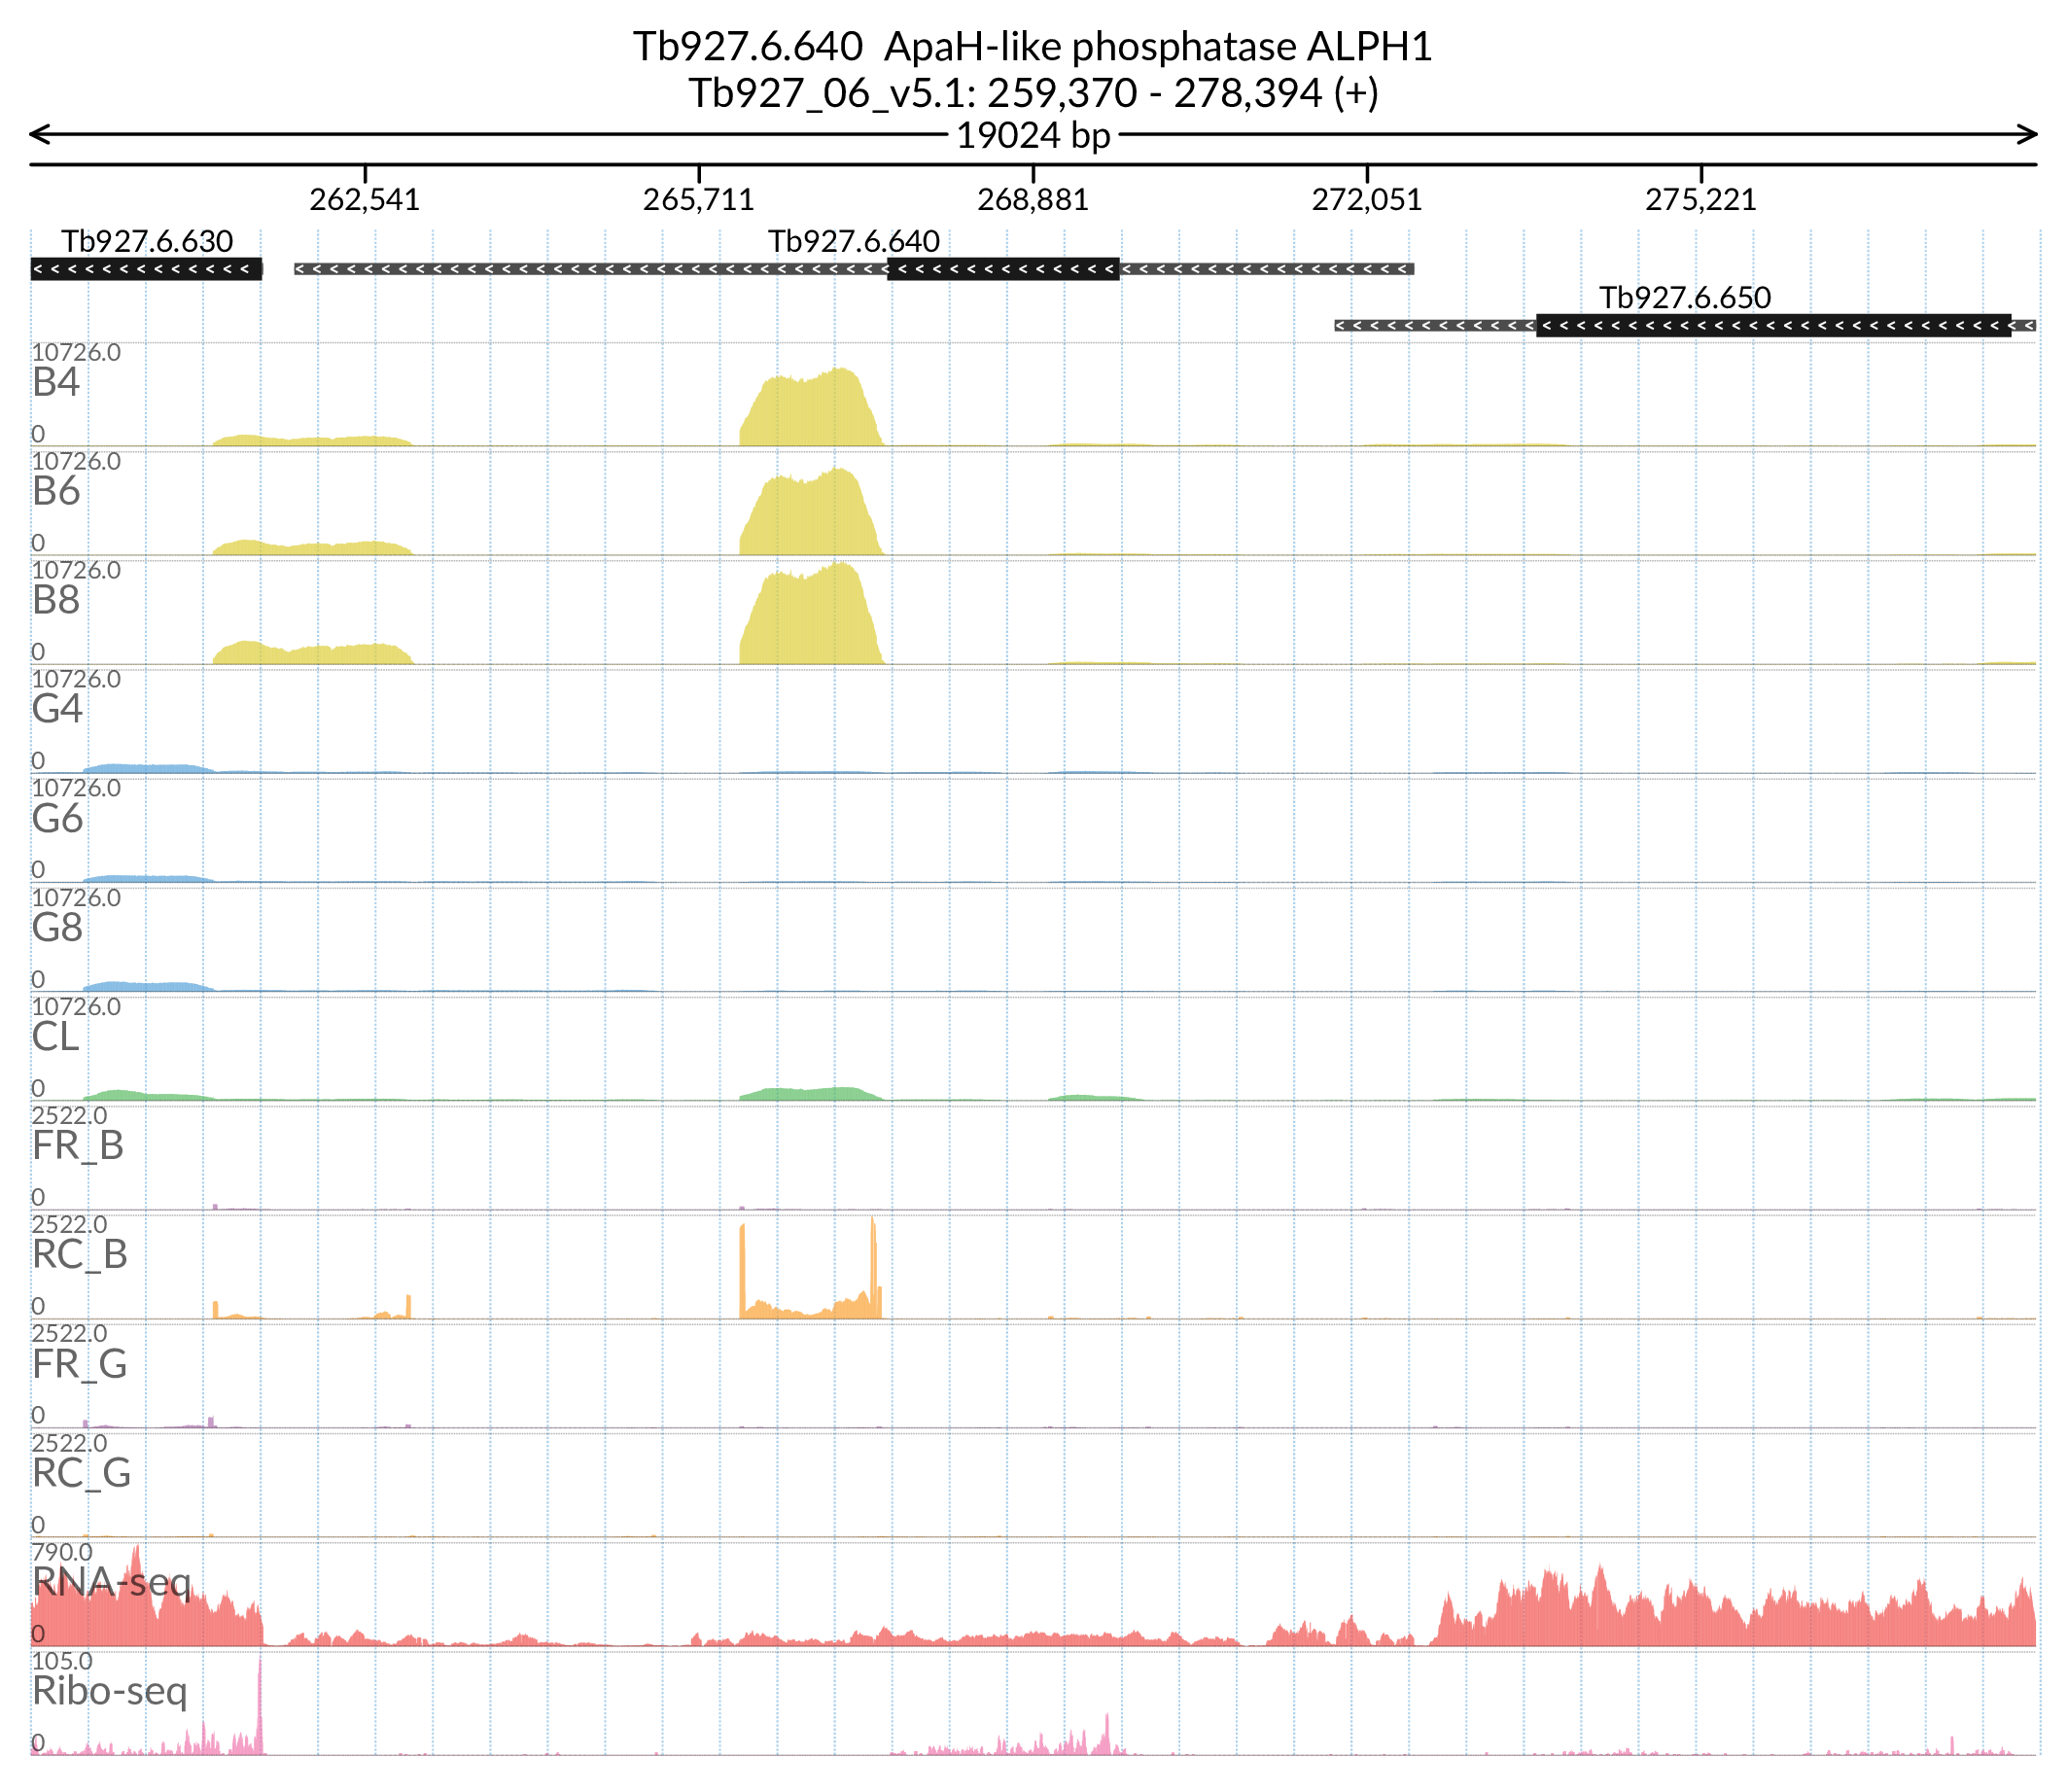 Tb927.6.640 ApaH-like phosphatase ALPH1
Tb927_06_v5.1: 259,370 - 278,394 (+)
19024 bp
262,541 265,711 268,881 272,051 275,221
Tb927.6.630 Tb927.6.640
Tb927.6.650
10726.0
B4
0
10726.0
B6
0
10726.0
B8
0
10726.0
G4
0
10726.0
G6
0
10726.0
G8
0
10726.0
CL
0
2522.0
FR_B
0
2522.0
RC_B
0
2522.0
FR_G
0
2522.0
RC_G
0
790.0
RNA-seq
0
105.0
Ribo-seq
0